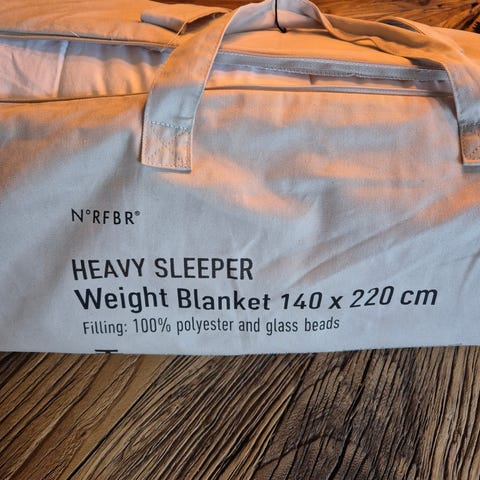 N°RFBR®
HEAVY SLEEPER
Weight Blanket 140 x 220 cm
Filling: 100% polyester and glass beads